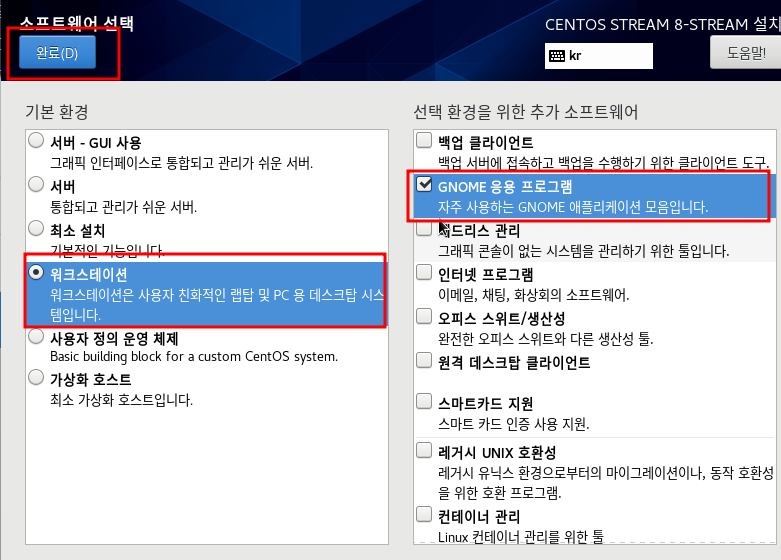 소프트웨어 선택
CENTOS STREAM 8-STREAM 설치
완료(D)
kr
도움말!
기본 환경
서버 - GUI 사용
그래픽 인터페이스로 통합되고 관리가 쉬운 서버.
서버
통합되고 관리가 쉬운 서버.
최소 설치
기본적인 기능입니다.
워크스테이션
워크스테이션은 사용자 친화적인 랩탑 및 PC 용 데스크탑 시스
템입니다.
사용자 정의 운영 체제
Basic building block for a custom CentOS system.
가상화 호스트
최소 가상화 호스트입니다.
선택 환경을 위한 추가 소프트웨어
백업 클라이언트
백업 서버에 접속하고 백업을 수행하기 위한 클라이언트 도구.
GNOME 응용 프로그램
자주 사용하는 GNOME 애플리케이션 모음입니다.
헤드리스 관리
그래픽 콘솔이 없는 시스템을 관리하기 위한 툴입니다.
인터넷 프로그램
이메일, 채팅, 화상회의 소프트웨어.
오피스 스위트/생산성
완전한 오피스 스위트와 다른 생산성 툴.
원격 데스크탑 클라이언트
스마트카드 지원
스마트 카드 인증 사용 지원.
레거시 UNIX 호환성
레거시 유닉스 환경으로부터의 마이그레이션이나, 동작 호환성
을 위한 호환 프로그램.
컨테이너 관리
Linux 컨테이너 관리를 위한 툴